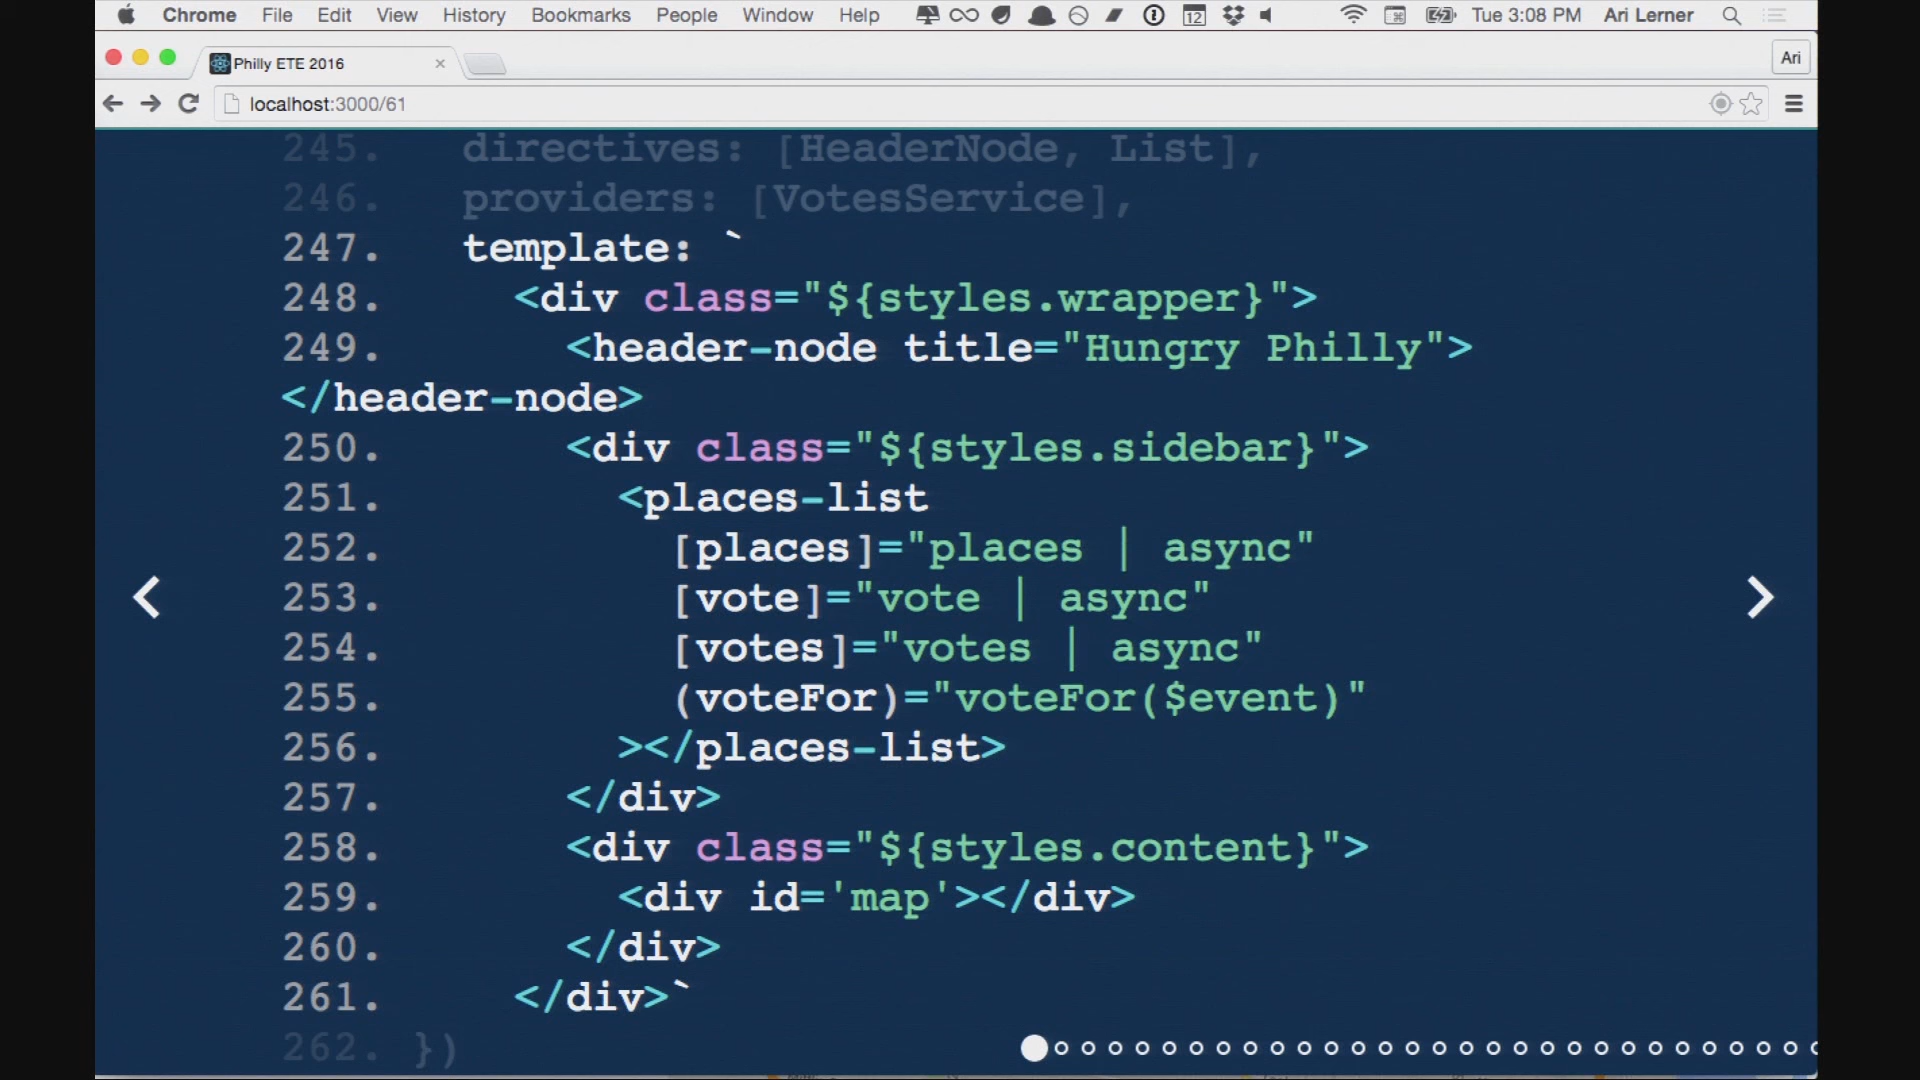 Chrome File Edit View History Bookmarks People Window Help 12 Tue 3:08 PM Ari Lerner
Philly ETE 2016 Ari
localhost:3000/61
245. directives: [HeaderNode, List],
246. providers: [VotesService],
247. template: `
248. <div class="${styles.wrapper}">
249. <header-node title="Hungry Philly">
</header-node>
250. <div class="${styles.sidebar}">
251. <places-list
252. [places]="places | async"
253. [vote]="vote | async"
254. [votes]="votes | async"
255. (voteFor)="voteFor($event)"
256. ></places-list>
257. </div>
258. <div class="${styles.content}">
259. <div id='map'></div>
260. </div>
261. </div>`
262. })